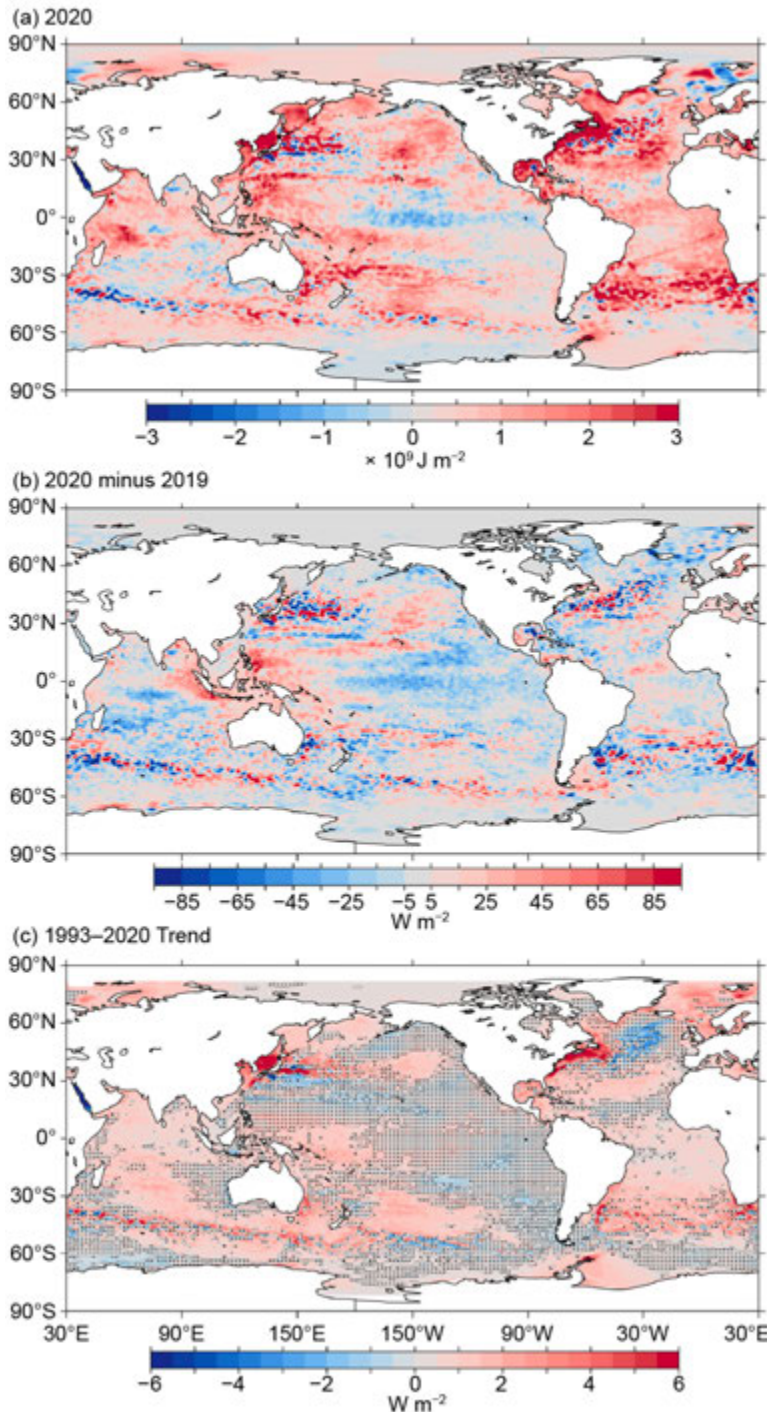 (a) 2020
90°N
60°N
30°N
0°
30°S
60°S
90°S
−3 −2 −1 0 1 2 3
× 10⁹ J m⁻²
(b) 2020 minus 2019
90°N
60°N
30°N
0°
30°S
60°S
90°S
−85 −65 −45 −25 −5 5 25 45 65 85
W m⁻²
(c) 1993–2020 Trend
90°N
60°N
30°N
0°
30°S
60°S
90°S
30°E 90°E 150°E 150°W 90°W 30°W 30°E
−6 −4 −2 0 2 4 6
W m⁻²